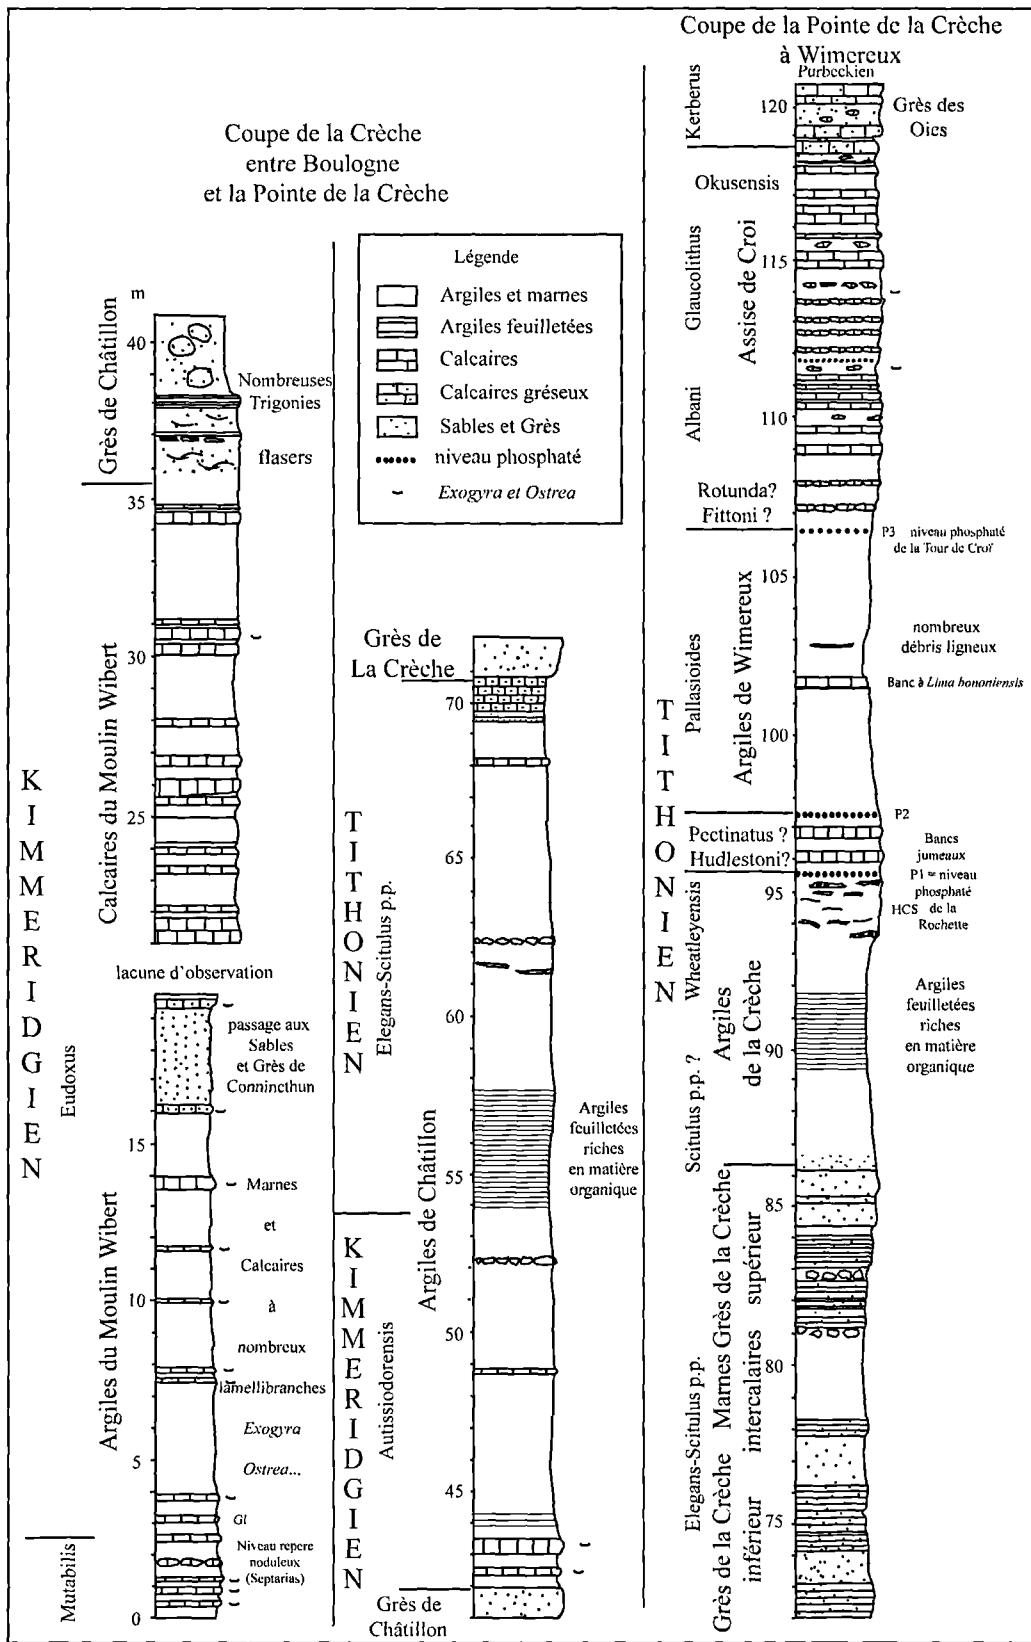 Coupe de la Pointe de la Crèche
à Wimereux
Purbeckien
Coupe de la Crèche
entre Boulogne
et la Pointe de la Crèche
Légende
Argiles et marnes
Argiles feuilletées
Calcaires
Calcaires gréseux
Sables et Grès
niveau phosphaté
Exogyra et Ostrea
KIMMERIDGIEN
Eudoxus
Mutabilis
Grès de Châtillon
Calcaires du Moulin Wibert
Argiles du Moulin Wibert
m
40
35
30
25
Nombreuses
Trigonies
flasers
lacune d'observation
15
10
5
0
passage aux
Sables
et Grès de
Connincthun
Marnes
et
Calcaires
à
nombreux
lamellibranches
Exogyra
Ostrea...
Gl
Niveau repere
noduleux
(Septarias)
TITHONIEN
Elegans-Scitulus p.p.
KIMMERIDGIEN
Autissiodorensis
Grès de
La Crèche
Argiles de Châtillon
Grès de
Châtillon
70
65
60
55
50
45
Argiles
feuilletées
riches
en matière
organique
TITHONIEN
Kerberus
Okusensis
Glaucolithus
Albani
Rotunda?
Fittoni ?
Pallasioides
Pectinatus ?
Hudlestoni?
Wheatleyensis
Scitulus p.p. ?
Elegans-Scitulus p.p.
Assise de Croi
Argiles de Wimereux
Argiles
de la Crèche
Grès de la Crèche
supérieur
Marnes
intercalaires
Grès de la Crèche
inférieur
120
115
110
105
100
95
90
85
80
75
Grès des
Oies
P3 niveau phosphaté
de la Tour de Croï
nombreux
débris ligneux
Banc à Lima bononiensis
P2
Bancs
jumeaux
P1 = niveau
phosphaté
HCS de la
Rochette
Argiles
feuilletées
riches
en matière
organique